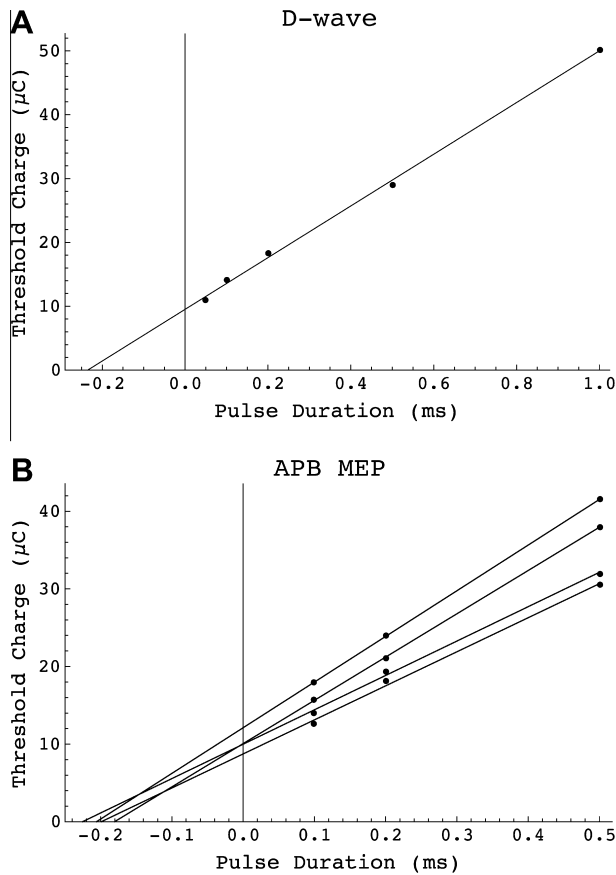 A
D-wave
Threshold Charge (µC)
50
40
30
20
10
0
-0.2 0.0 0.2 0.4 0.6 0.8 1.0
Pulse Duration (ms)
B
APB MEP
Threshold Charge (µC)
40
30
20
10
0
-0.2 -0.1 0.0 0.1 0.2 0.3 0.4 0.5
Pulse Duration (ms)